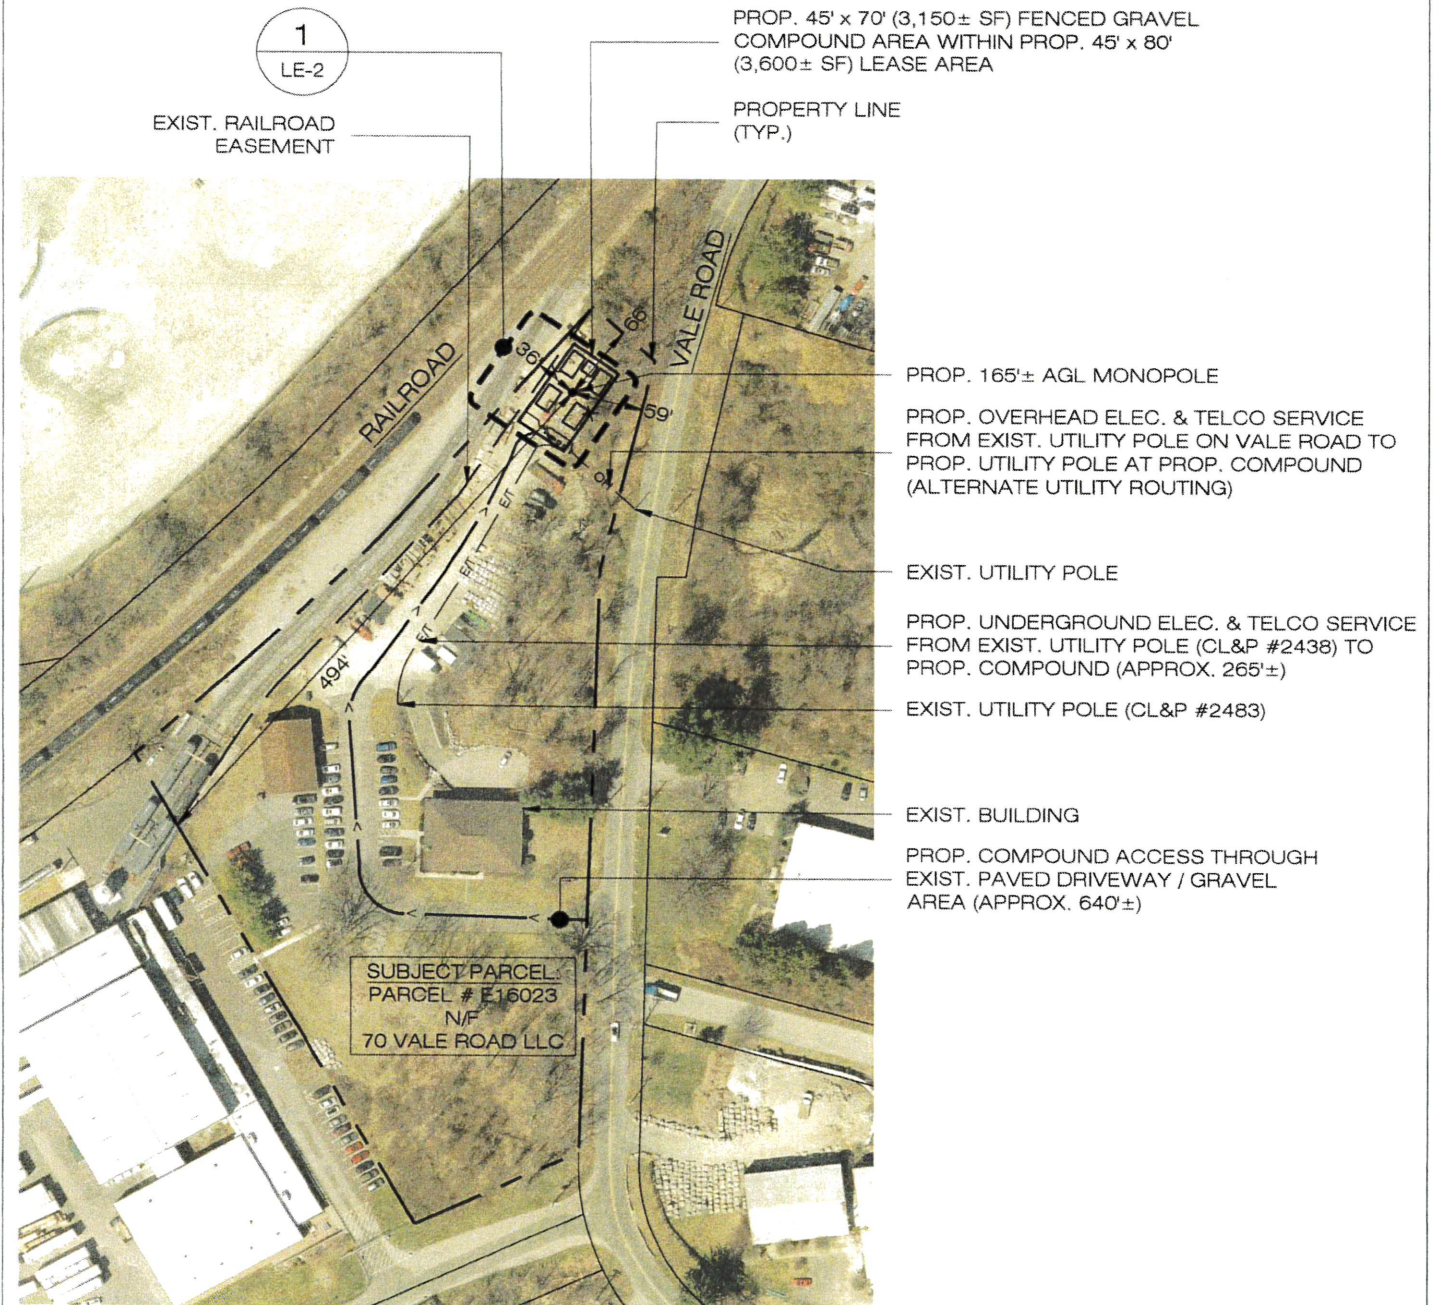 1
LE-2
EXIST. RAILROAD
EASEMENT
PROP. 45' x 70' (3,150± SF) FENCED GRAVEL
COMPOUND AREA WITHIN PROP. 45' x 80'
(3,600± SF) LEASE AREA
PROPERTY LINE
(TYP.)
RAILROAD
VALE ROAD
66'
36'
59'
PROP. 165'± AGL MONOPOLE
PROP. OVERHEAD ELEC. & TELCO SERVICE
FROM EXIST. UTILITY POLE ON VALE ROAD TO
PROP. UTILITY POLE AT PROP. COMPOUND
(ALTERNATE UTILITY ROUTING)
E/T
E/T
E/T
EXIST. UTILITY POLE
PROP. UNDERGROUND ELEC. & TELCO SERVICE
FROM EXIST. UTILITY POLE (CL&P #2438) TO
PROP. COMPOUND (APPROX. 265'±)
494'
EXIST. UTILITY POLE (CL&P #2483)
EXIST. BUILDING
PROP. COMPOUND ACCESS THROUGH
EXIST. PAVED DRIVEWAY / GRAVEL
AREA (APPROX. 640'±)
SUBJECT PARCEL:
PARCEL # E16023
N/F
70 VALE ROAD LLC